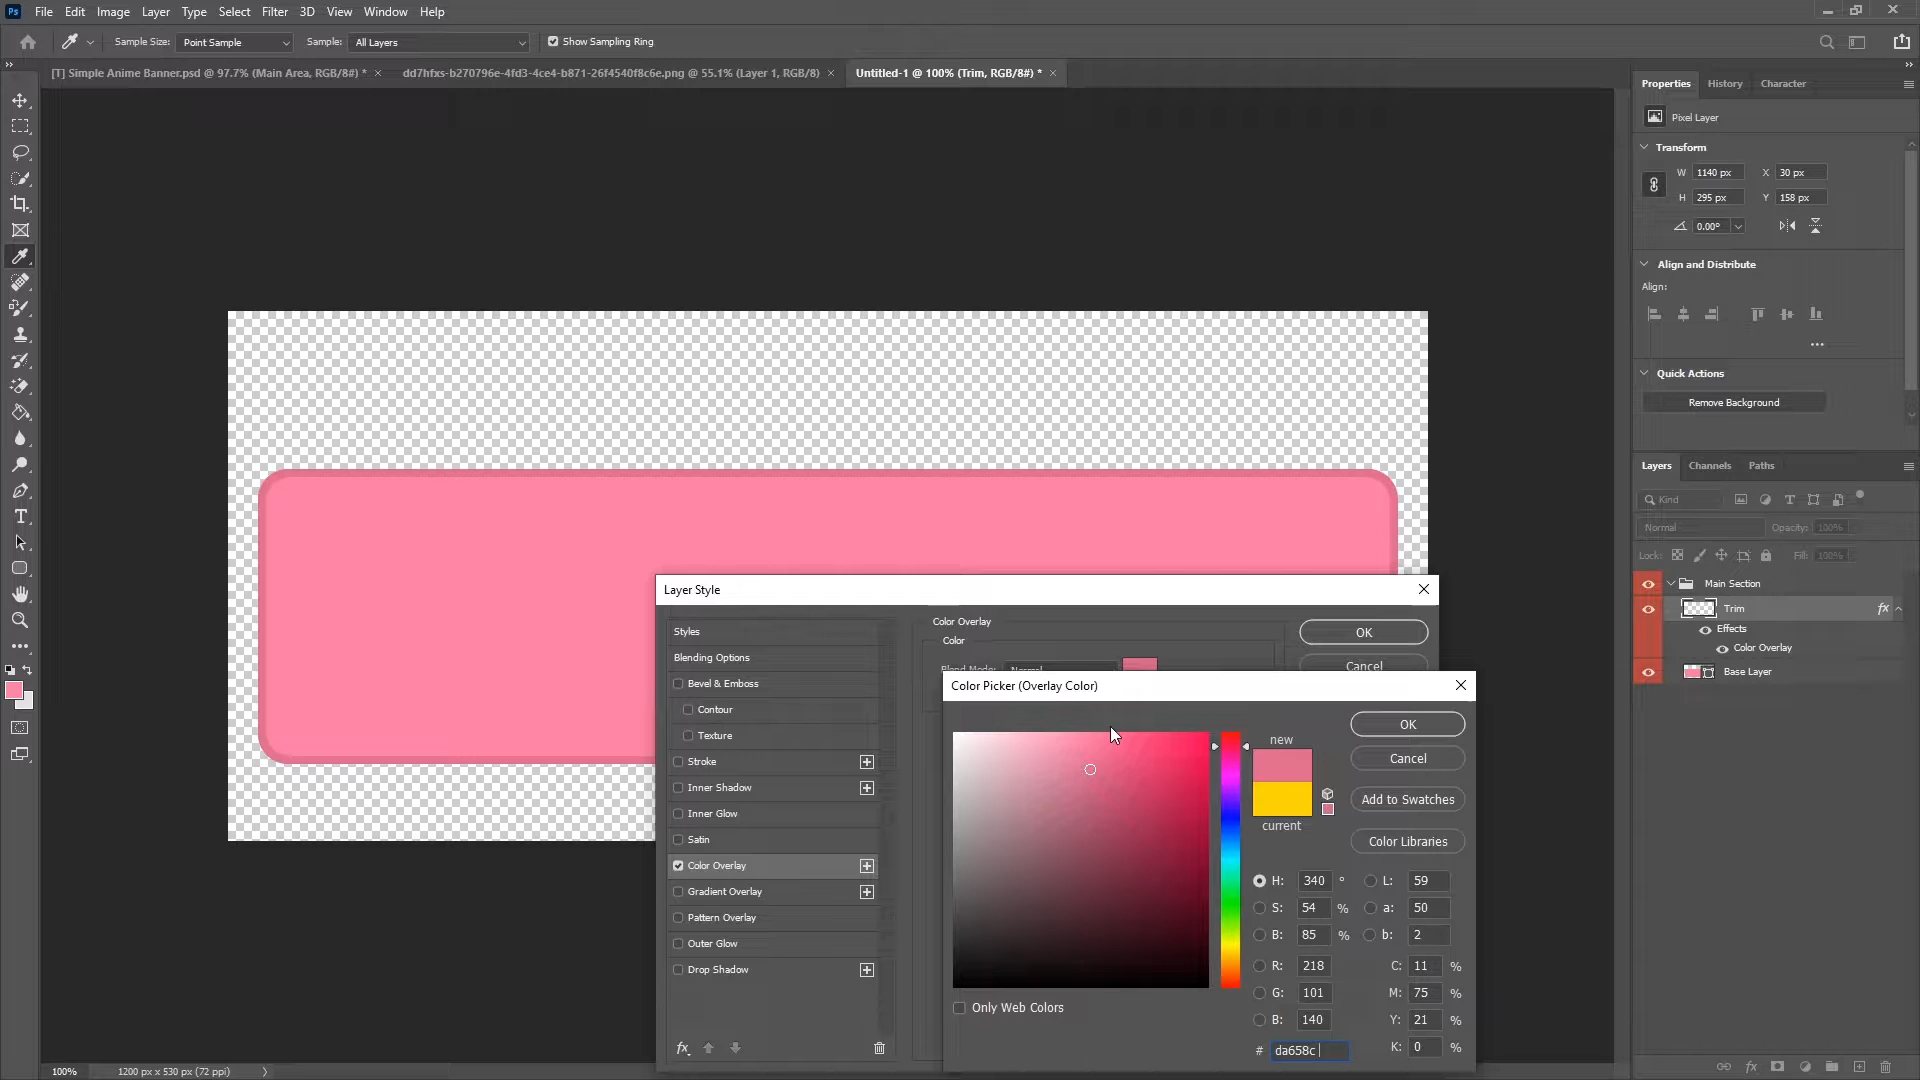 Ps File Edit Image Layer Type Select Filter 3D View Window Help
Sample Size: Point Sample Sample: All Layers Show Sampling Ring
[T] Simple Anime Banner.psd @ 97.7% (Main Area, RGB/8#) * × dd7hfxs-b270796e-4fd3-4ce4-b871-26f4540f8c6e.png @ 55.1% (Layer 1, RGB/8) × Untitled-1 @ 100% (Trim, RGB/8#) * ×
Properties History Character
Pixel Layer
Transform
W 1140 px X 30 px
H 295 px Y 158 px
0.00°
Align and Distribute
Align:
Quick Actions
Remove Background
Layers Channels Paths
Kind
Normal Opacity: 100%
Lock: Fill: 100%
Main Section
Trim fx
Effects
Color Overlay
Base Layer
Layer Style
Styles
Blending Options
Bevel & Emboss
Contour
Texture
Stroke
Inner Shadow
Inner Glow
Satin
Color Overlay
Gradient Overlay
Pattern Overlay
Outer Glow
Drop Shadow
fx
Color Overlay
Color
Blend Mode: Normal
OK
Cancel
Color Picker (Overlay Color)
new
current
OK
Cancel
Add to Swatches
Color Libraries
H: 340 ° L: 59
S: 54 % a: 50
B: 85 % b: 2
R: 218 C: 11 %
G: 101 M: 75 %
B: 140 Y: 21 %
# da658c K: 0 %
Only Web Colors
100% 1200 px x 530 px (72 ppi)
fx